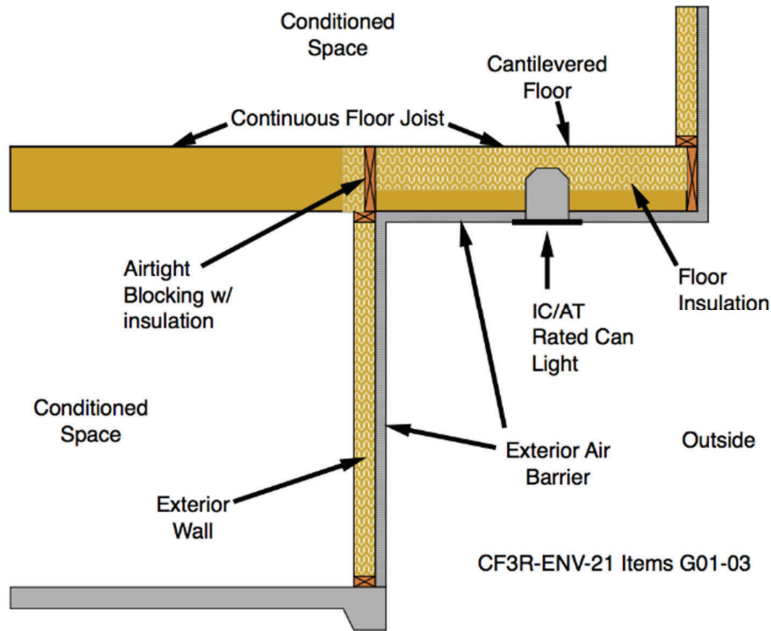 Conditioned
Space
Cantilevered
Floor
Continuous Floor Joist
Airtight
Blocking w/
insulation
IC/AT
Rated Can
Light
Floor
Insulation
Conditioned
Space
Exterior Air
Barrier
Outside
Exterior
Wall
CF3R-ENV-21 Items G01-03